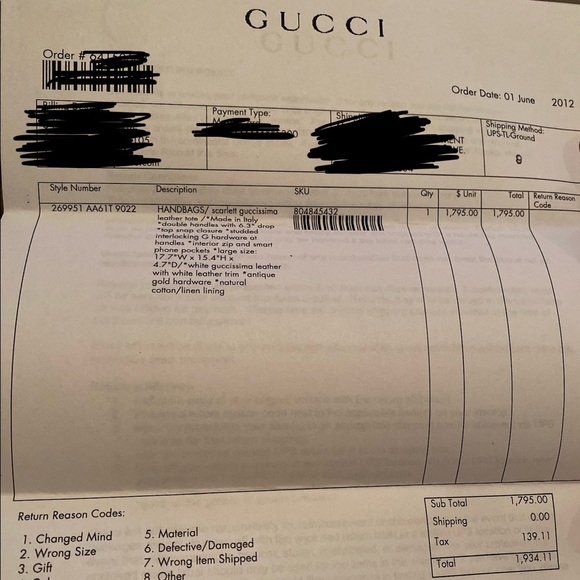 GUCCI
Order #
Order Date: 01 June 2012
Payment Type:
Shipping Method:
UPS-TL-Ground
Style Number Description SKU Qty $ Unit Total Return Reason Code
269951 AA61T 9022 HANDBAGS/ scarlett guccissima 804845432 1 1,795.00 1,795.00
leather tote /*Made in Italy
*double handles with 6.3" drop
*top snap closure *studded
interlocking G hardware at
handles *interior zip and smart
phone pockets *large size:
17.7"W x 15.4"H x
4.7"D/*white guccissima leather
with white leather trim *antique
gold hardware *natural
cotton/linen lining
Return Reason Codes:
1. Changed Mind 5. Material
2. Wrong Size 6. Defective/Damaged
3. Gift 7. Wrong Item Shipped
8. Other
Sub Total 1,795.00
Shipping 0.00
Tax 139.11
Total 1,934.11